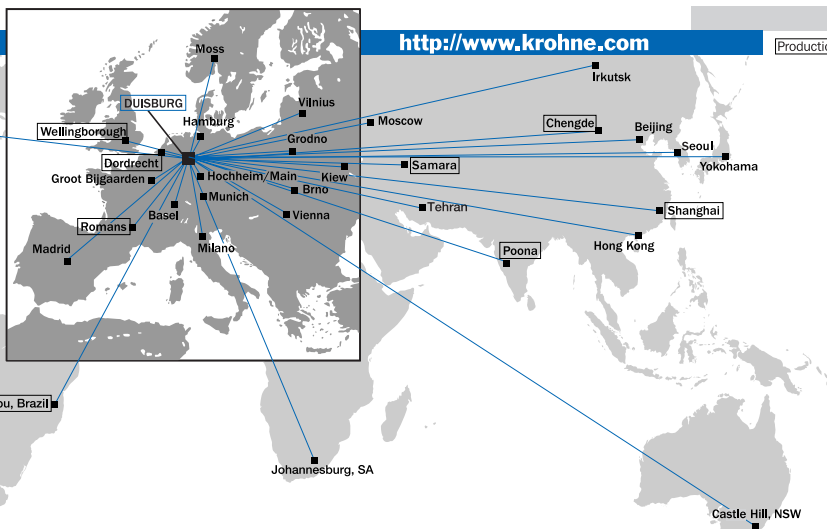 http://www.krohne.com
Moss
Irkutsk
DUISBURG
Vilnius
Hamburg
Moscow
Chengde
Beijing
Wellingborough
Grodno
Seoul
Dordrecht
Samara
Yokohama
Groot Bijgaarden
Hochheim/Main
Kiew
Munich
Brno
Tehran
Shanghai
Basel
Vienna
Romans
Madrid
Milano
Hong Kong
Poona
Brazil
Johannesburg, SA
Castle Hill, NSW